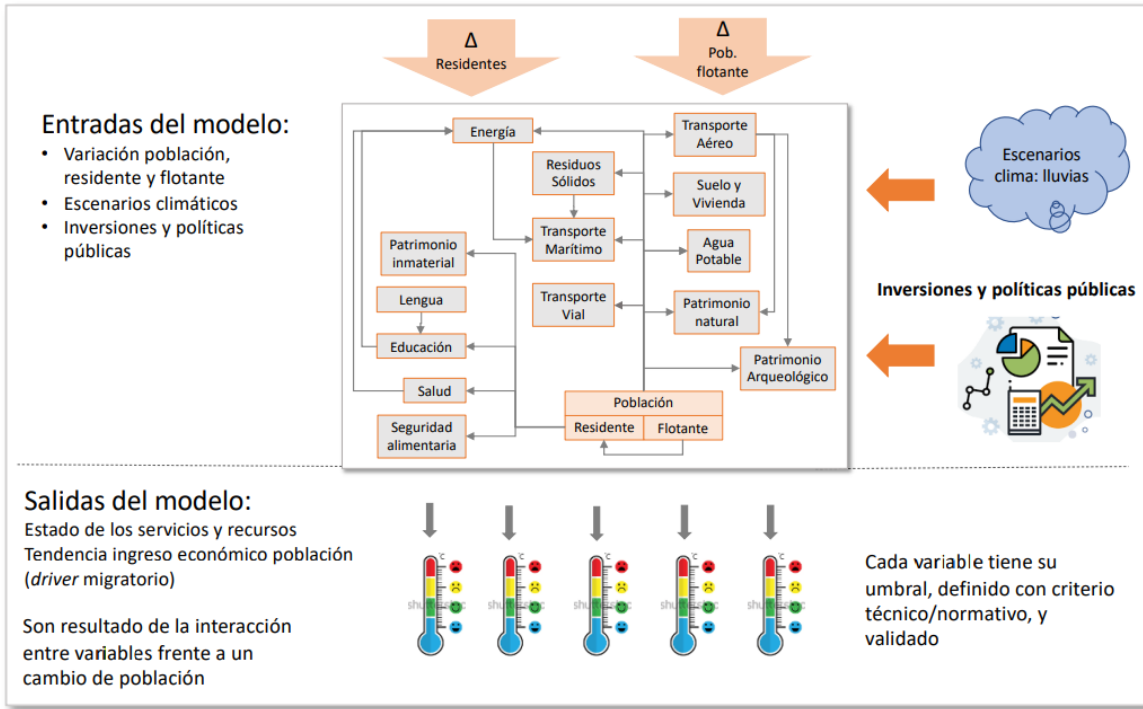 Δ
Residentes
Δ
Pob.
flotante
Entradas del modelo:
• Variación población,
residente y flotante
• Escenarios climáticos
• Inversiones y políticas
públicas
Energía
Transporte
Aéreo
Residuos
Sólidos
Suelo y
Vivienda
Transporte
Marítimo
Agua
Potable
Patrimonio
inmaterial
Lengua
Transporte
Vial
Patrimonio
natural
Educación
Patrimonio
Arqueológico
Salud
Población
Residente
Flotante
Seguridad
alimentaria
Escenarios
clima: lluvias
Inversiones y políticas públicas
Salidas del modelo:
Estado de los servicios y recursos
Tendencia ingreso económico población
(driver migratorio)
Son resultado de la interacción
entre variables frente a un
cambio de población
°C
°C
°C
°C
°C
Cada variable tiene su
umbral, definido con criterio
técnico/normativo, y
validado